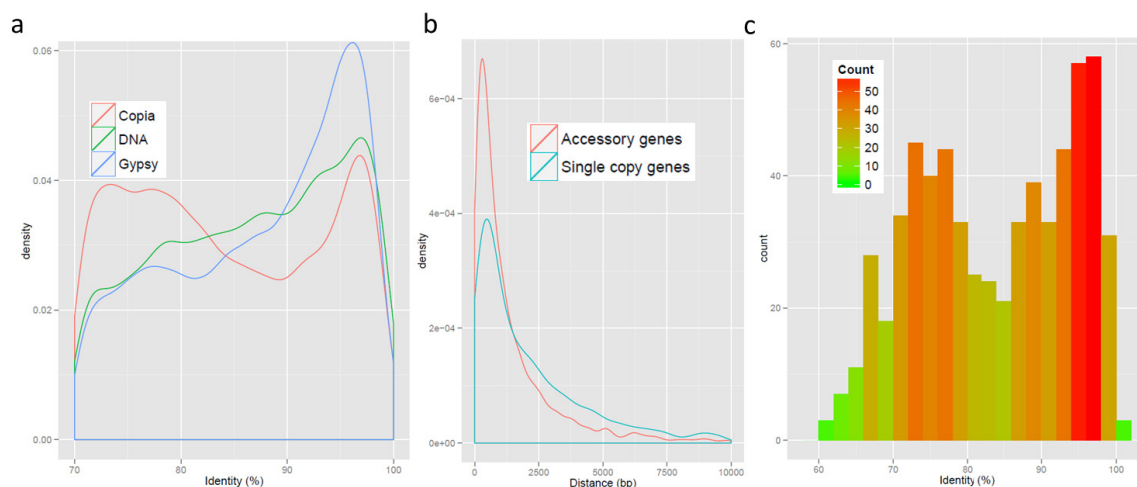 a
b
c
0.06
0.04
0.02
0.00
density
Copia
DNA
Gypsy
70
80
90
100
Identity (%)
6e−04
4e−04
2e−04
0e+00
density
Accessory genes
Single copy genes
0
2500
5000
7500
10000
Distance (bp)
60
40
20
0
count
Count
50
40
30
20
10
0
60
70
80
90
100
Identity (%)